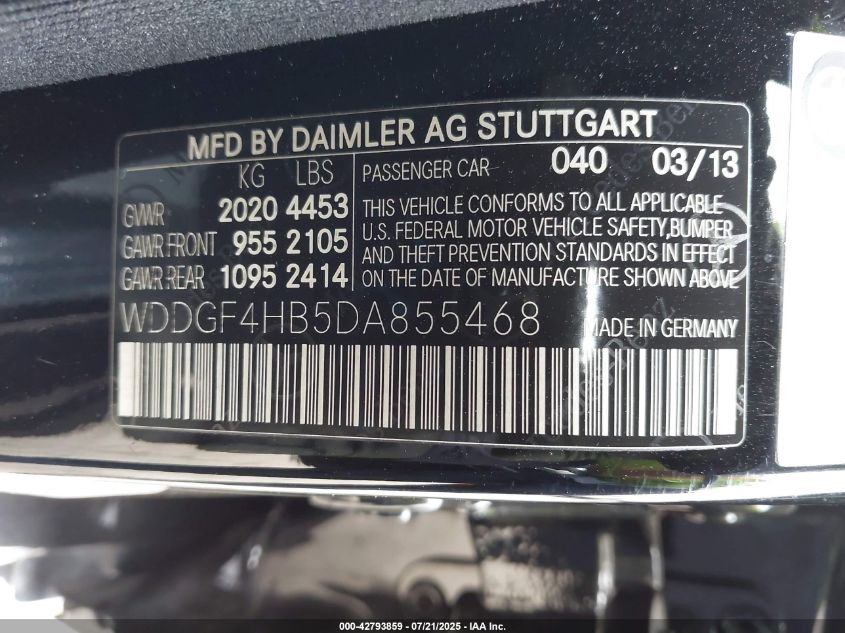 MFD BY DAIMLER AG STUTTGART
KG LBS
GVWR 2020 4453
GAWR FRONT 955 2105
GAWR REAR 1095 2414
PASSENGER CAR 040 03/13
THIS VEHICLE CONFORMS TO ALL APPLICABLE
U.S. FEDERAL MOTOR VEHICLE SAFETY,BUMPER
AND THEFT PREVENTION STANDARDS IN EFFECT
ON THE DATE OF MANUFACTURE SHOWN ABOVE
WDDGF4HB5DA855468 MADE IN GERMANY
000-42793859 - 07/21/2025 - IAA Inc.